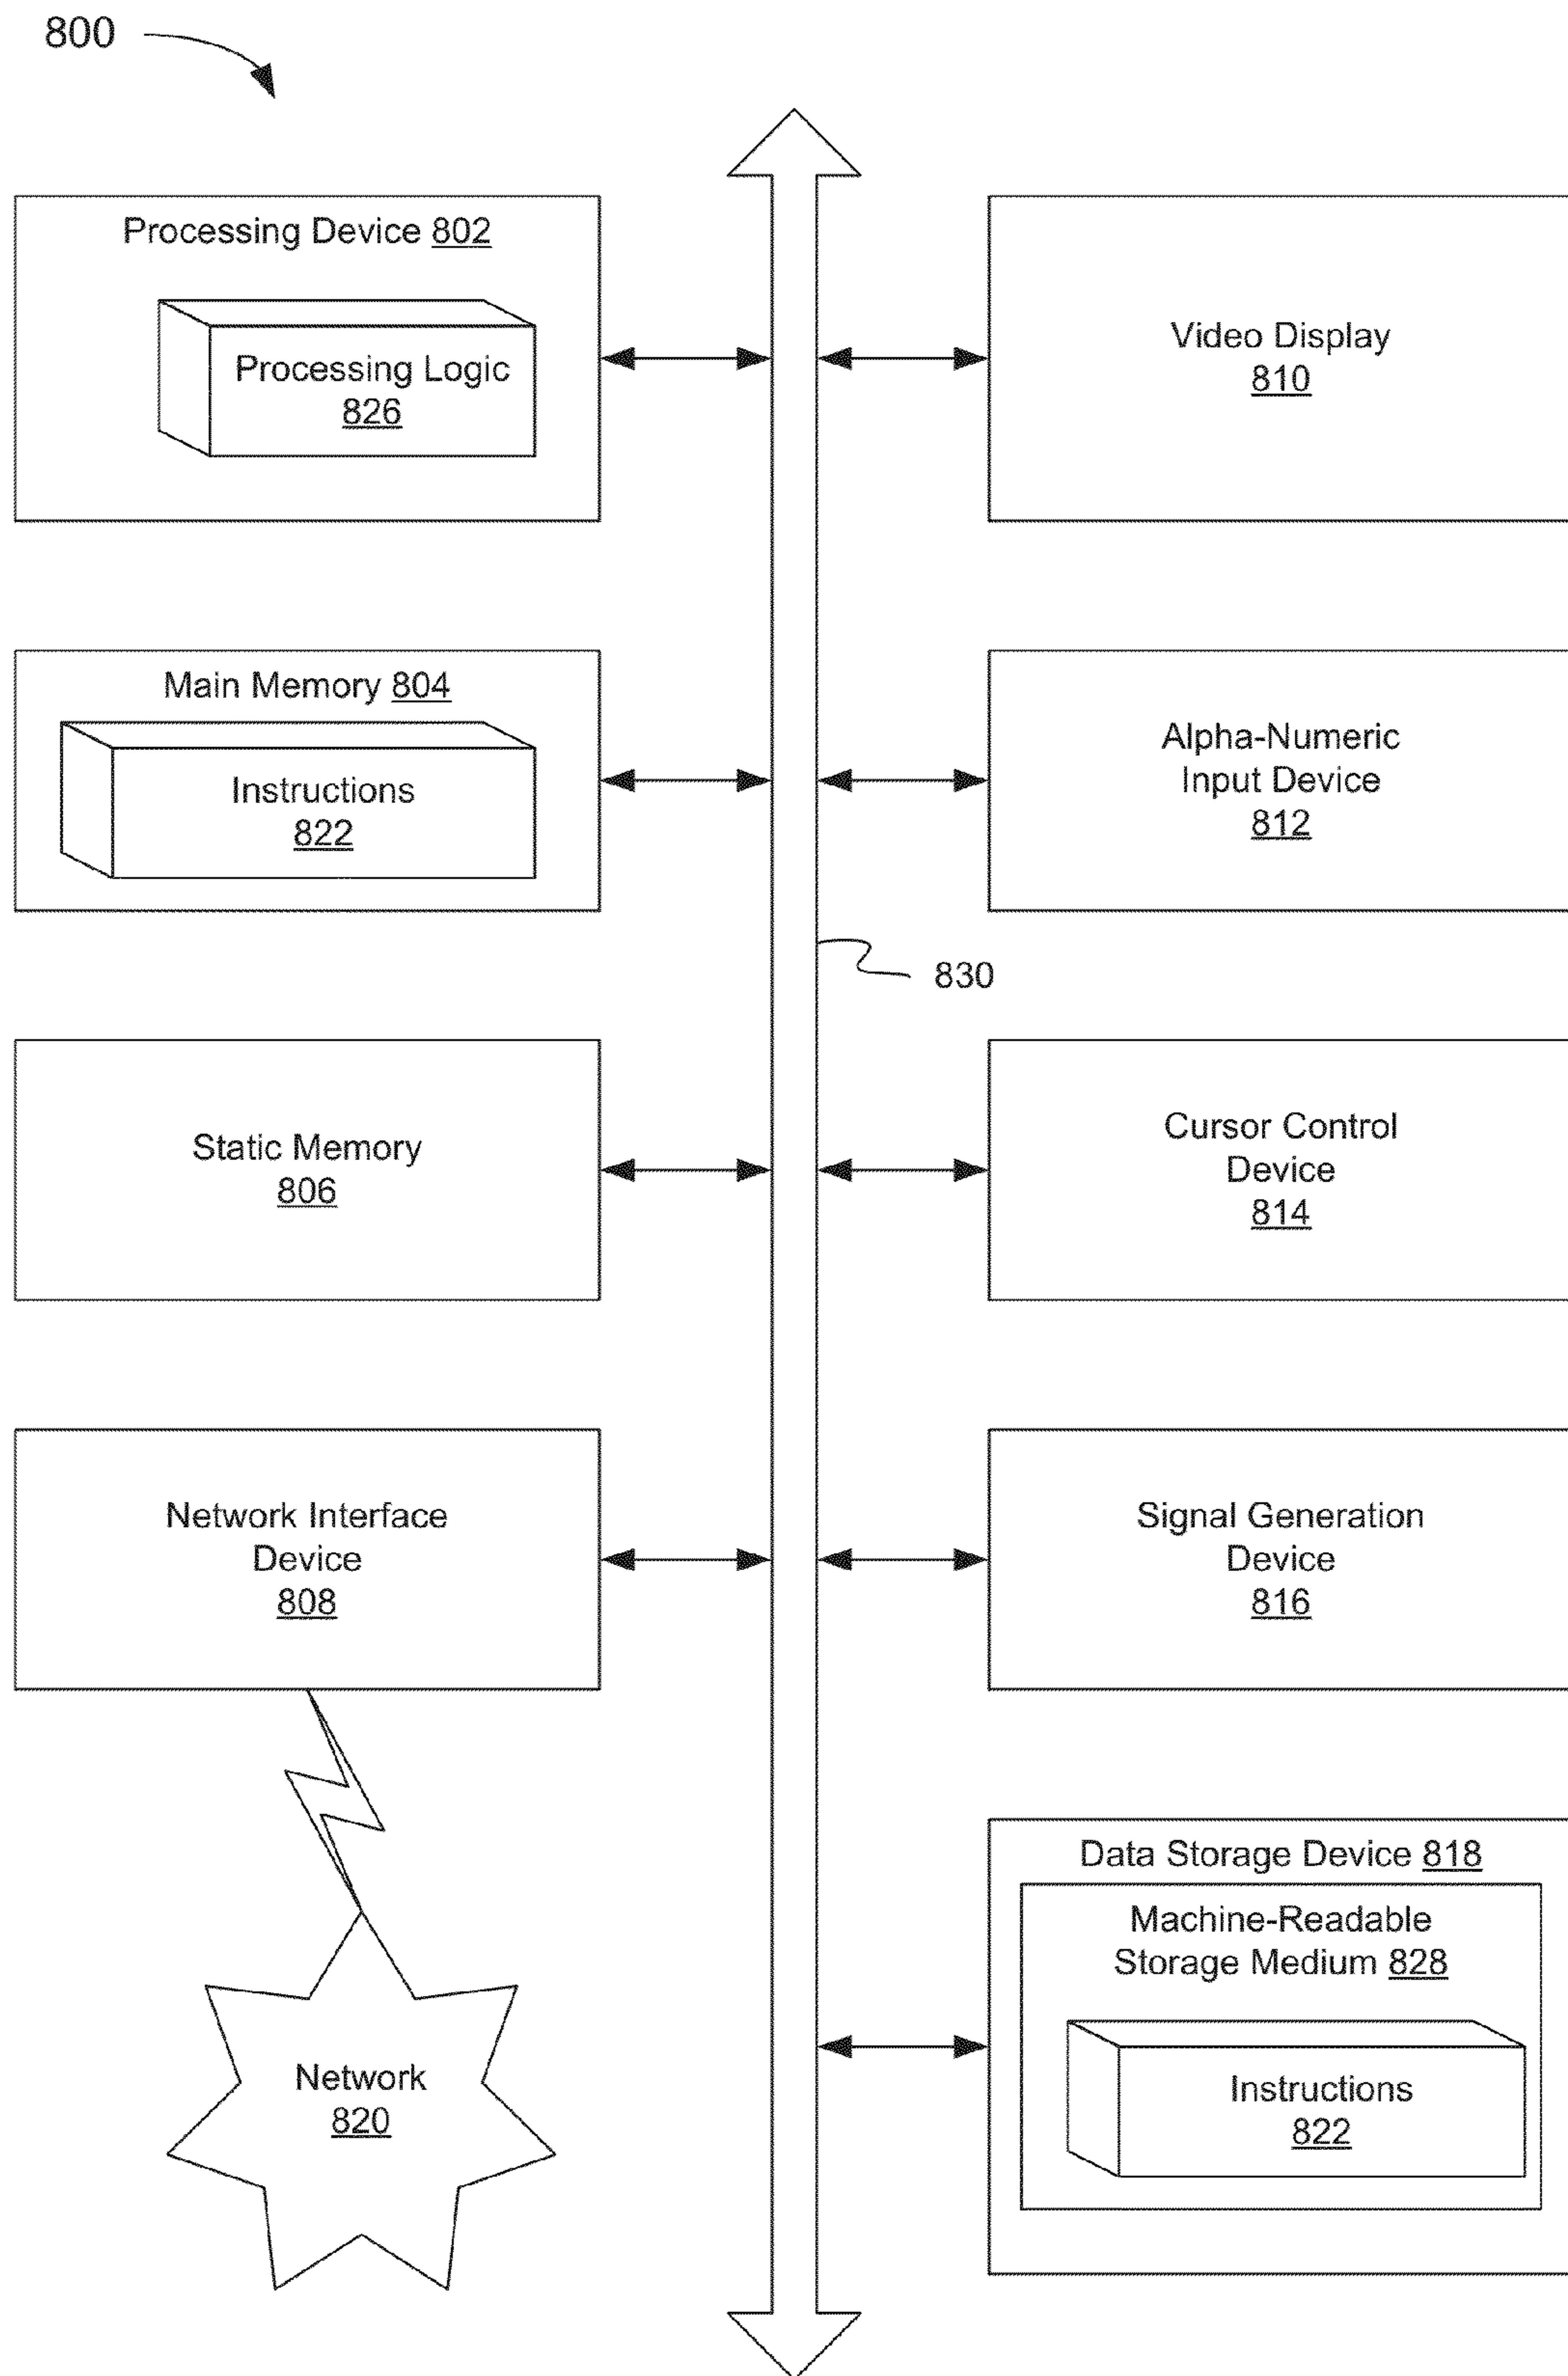 800
Processing Device 802
Processing Logic
826
Video Display
810
Main Memory 804
Instructions
822
Alpha-Numeric
Input Device
812
830
Static Memory
806
Cursor Control
Device
814
Network Interface
Device
808
Signal Generation
Device
816
Data Storage Device 818
Machine-Readable
Storage Medium 828
Instructions
822
Network
820